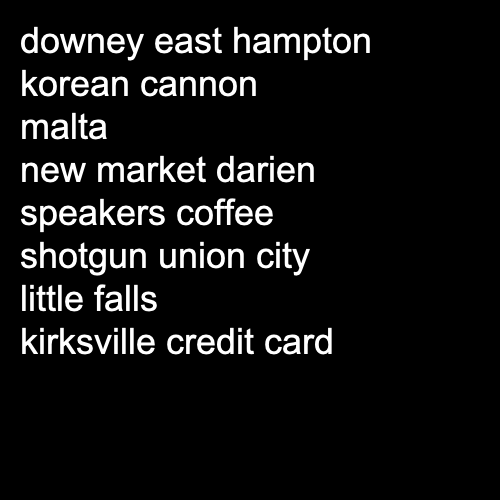 downey east hampton
korean cannon
malta
new market darien
speakers coffee
shotgun union city
little falls
kirksville credit card